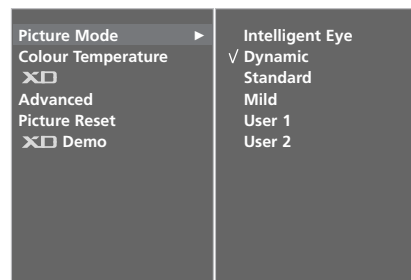 Picture Mode ►
Colour Temperature
XD
Advanced
Picture Reset
XD Demo
Intelligent Eye
√ Dynamic
Standard
Mild
User 1
User 2